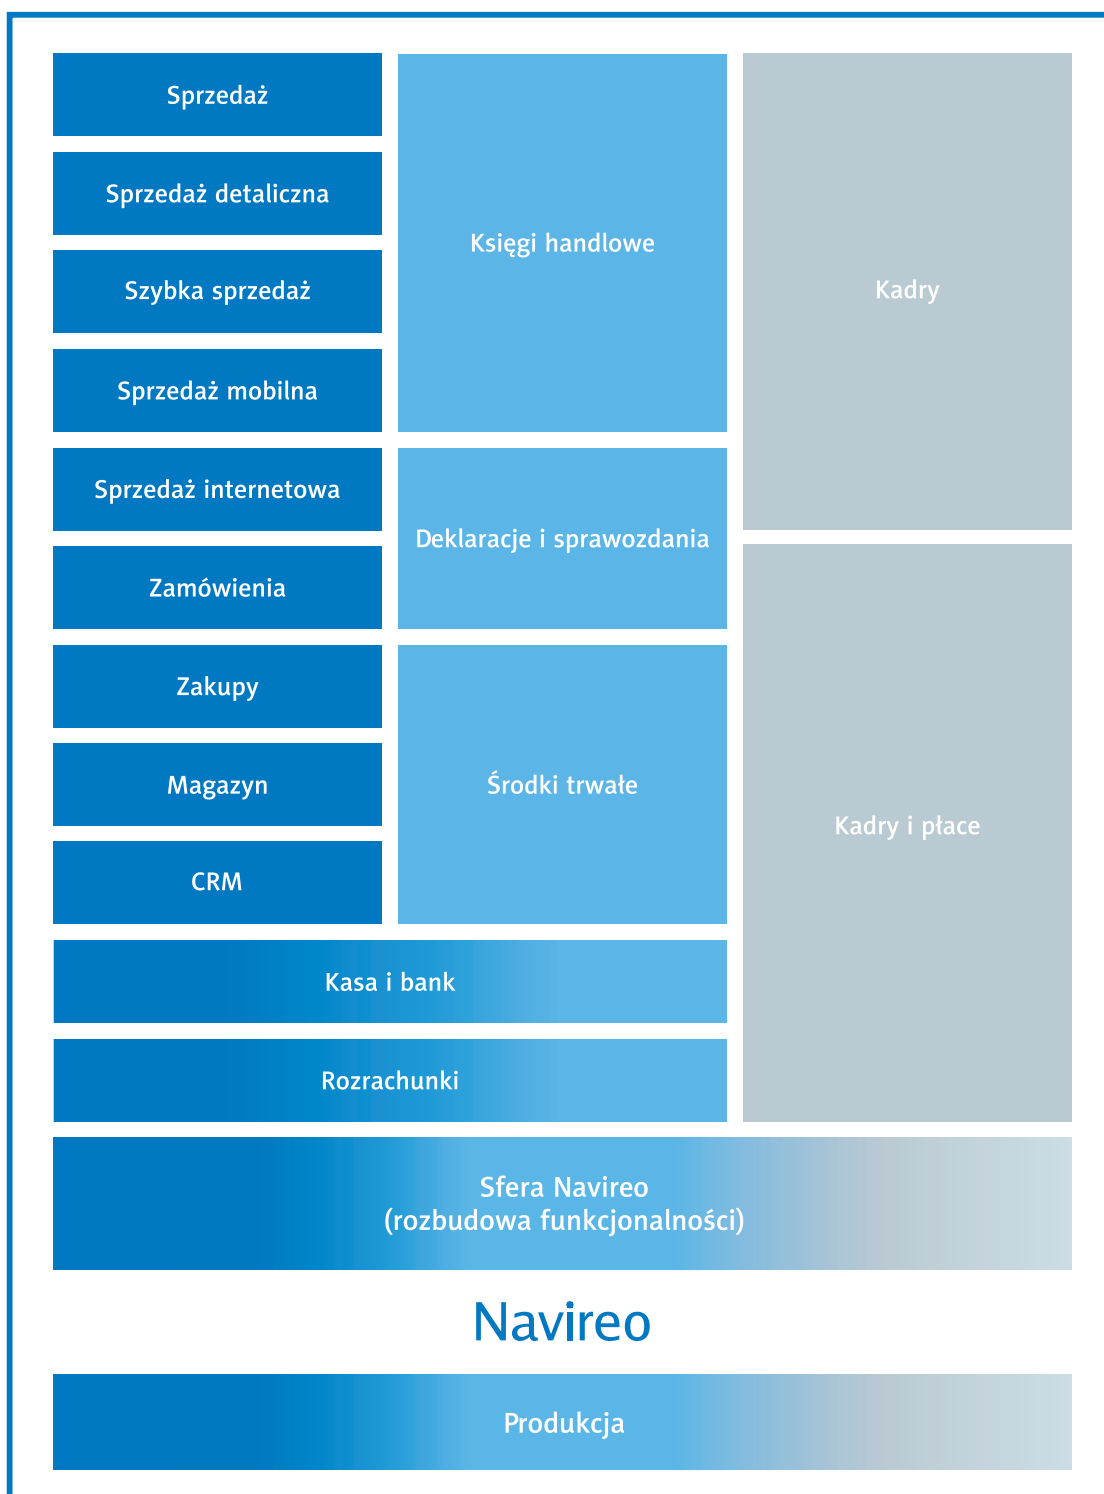 Sprzedaż
Sprzedaż detaliczna
Szybka sprzedaż
Sprzedaż mobilna
Sprzedaż internetowa
Zamówienia
Zakupy
Magazyn
CRM
Księgi handlowe
Deklaracje i sprawozdania
Środki trwałe
Kadry
Kadry i płace
Kasa i bank
Rozrachunki
Sfera Navireo
(rozbudowa funkcjonalności)
Navireo
Produkcja